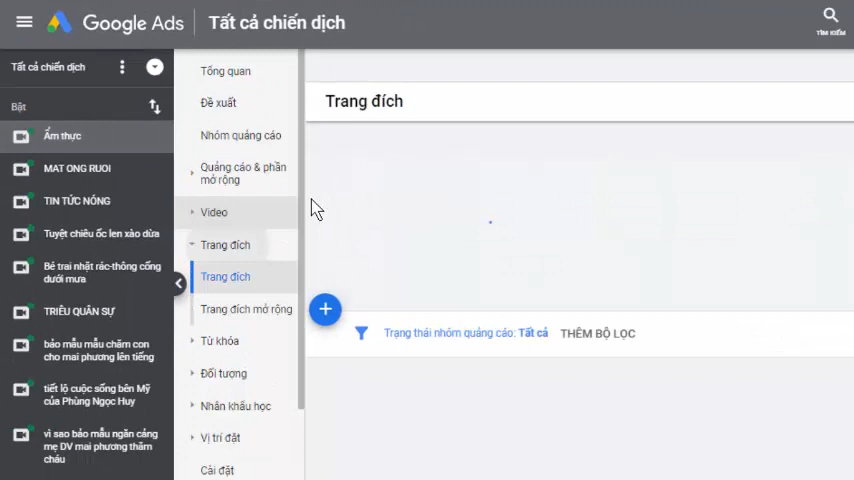 Google Ads
Tất cả chiến dịch
TÌM KIẾM
Tất cả chiến dịch
Bật
Ẩm thực
MAT ONG RUOI
TIN TỨC NÓNG
Tuyệt chiêu ốc len xào dừa
Bé trai nhặt rác-thông cống
dưới mưa
TRIỆU QUÂN SỰ
bảo mẫu mẫu chăm con
cho mai phương lên tiếng
tiết lộ cuộc sống bên Mỹ
của Phùng Ngọc Huy
vì sao bảo mẫu ngăn cảng
mẹ DV mai phương thăm
cháu
Tổng quan
Đề xuất
Nhóm quảng cáo
Quảng cáo & phần
mở rộng
Video
Trang đích
Trang đích
Trang đích mở rộng
Từ khóa
Đối tượng
Nhân khẩu học
Vị trí đặt
Cài đặt
Trang đích
Trạng thái nhóm quảng cáo: Tất cả
THÊM BỘ LỌC